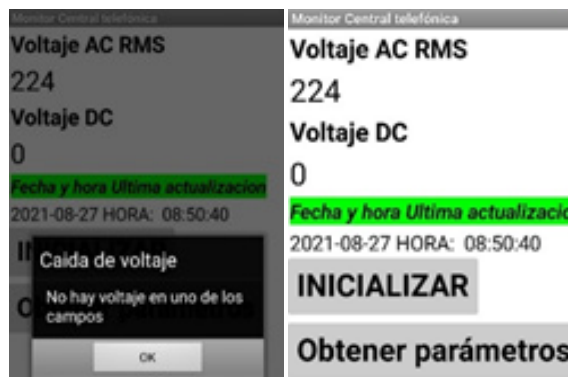 Monitor Central telefónica
Voltaje AC RMS
224
Voltaje DC
0
Fecha y hora Ultima actualizacion
2021-08-27 HORA: 08:50:40
Caida de voltaje
No hay voltaje en uno de los
campos
OK
Monitor Central telefónica
Voltaje AC RMS
224
Voltaje DC
0
Fecha y hora Ultima actualizacio
2021-08-27 HORA: 08:50:40
INICIALIZAR
Obtener parámetros